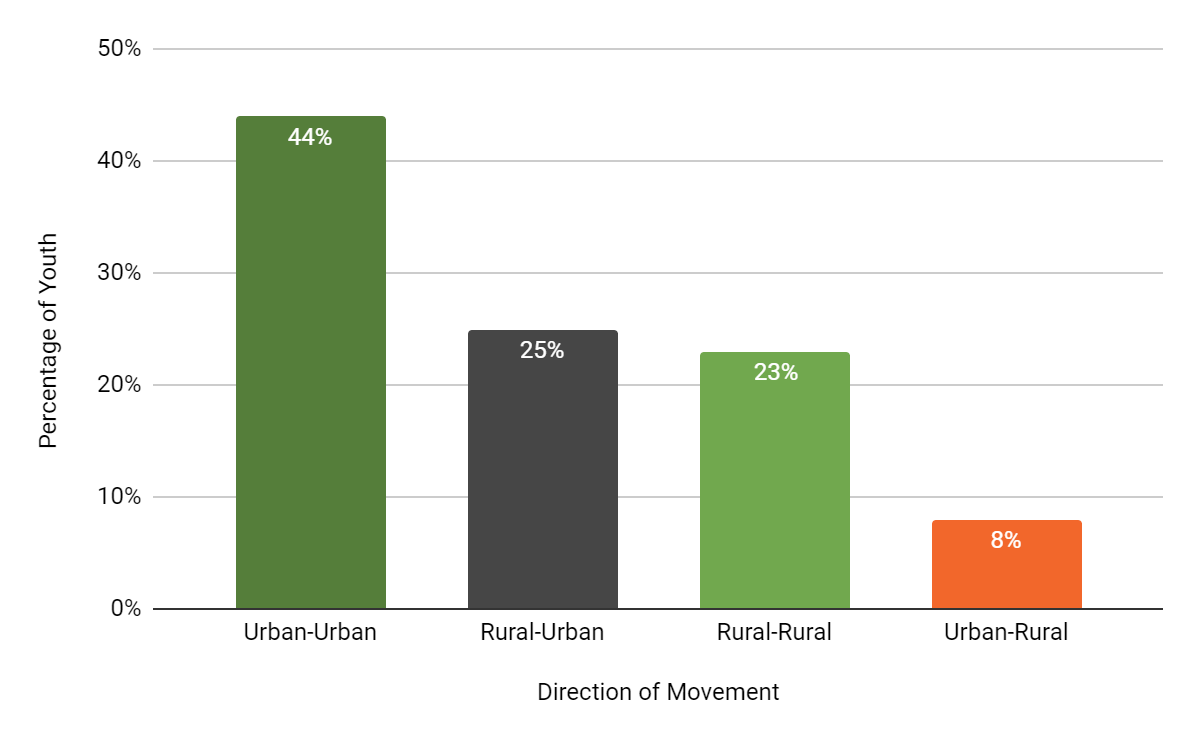 50%
40%
30%
20%
10%
0%
Percentage of Youth
44%
25%
23%
8%
Urban-Urban
Rural-Urban
Rural-Rural
Urban-Rural
Direction of Movement